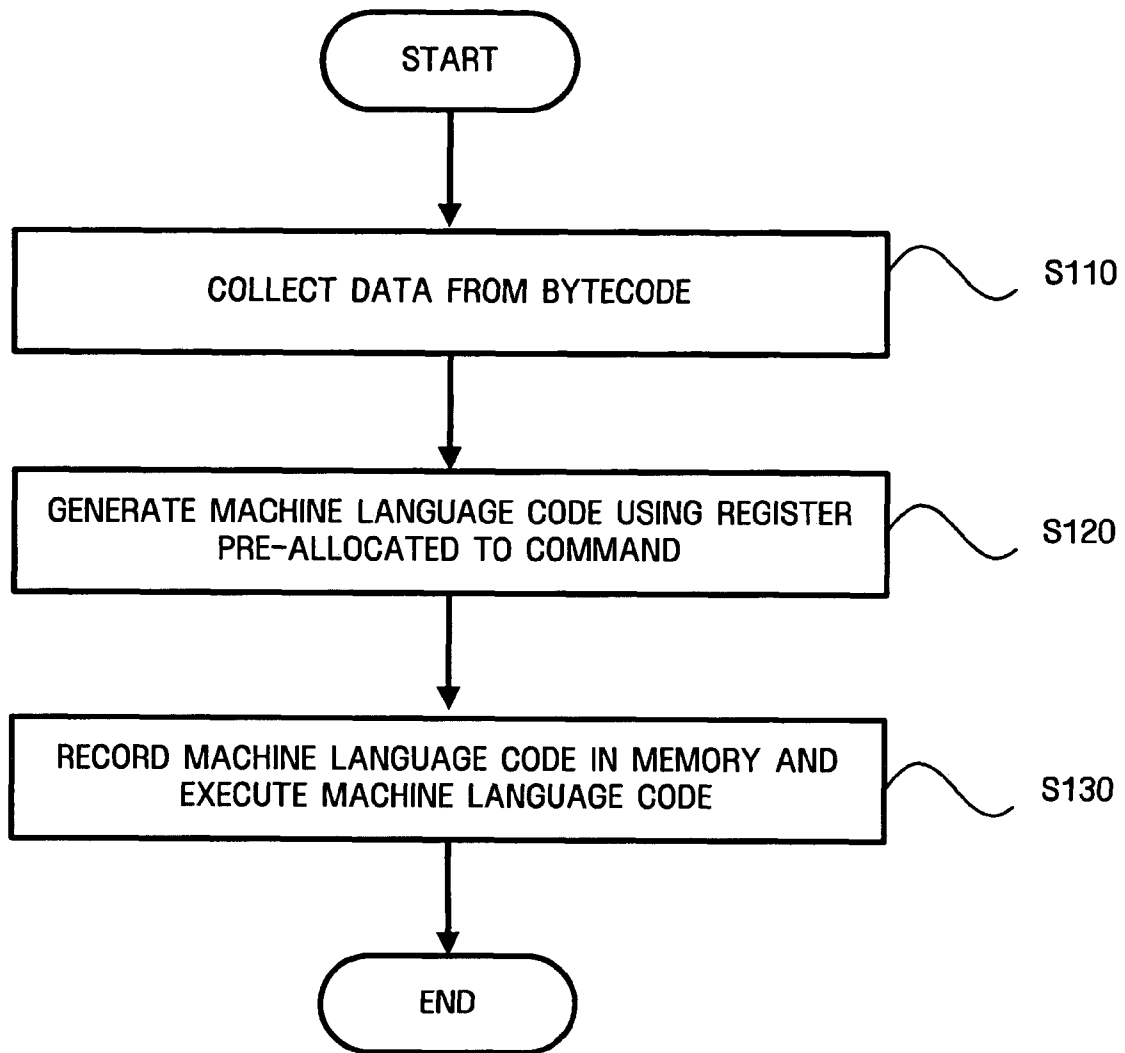 START
COLLECT DATA FROM BYTECODE
S110
GENERATE MACHINE LANGUAGE CODE USING REGISTER
PRE-ALLOCATED TO COMMAND
S120
RECORD MACHINE LANGUAGE CODE IN MEMORY AND
EXECUTE MACHINE LANGUAGE CODE
S130
END